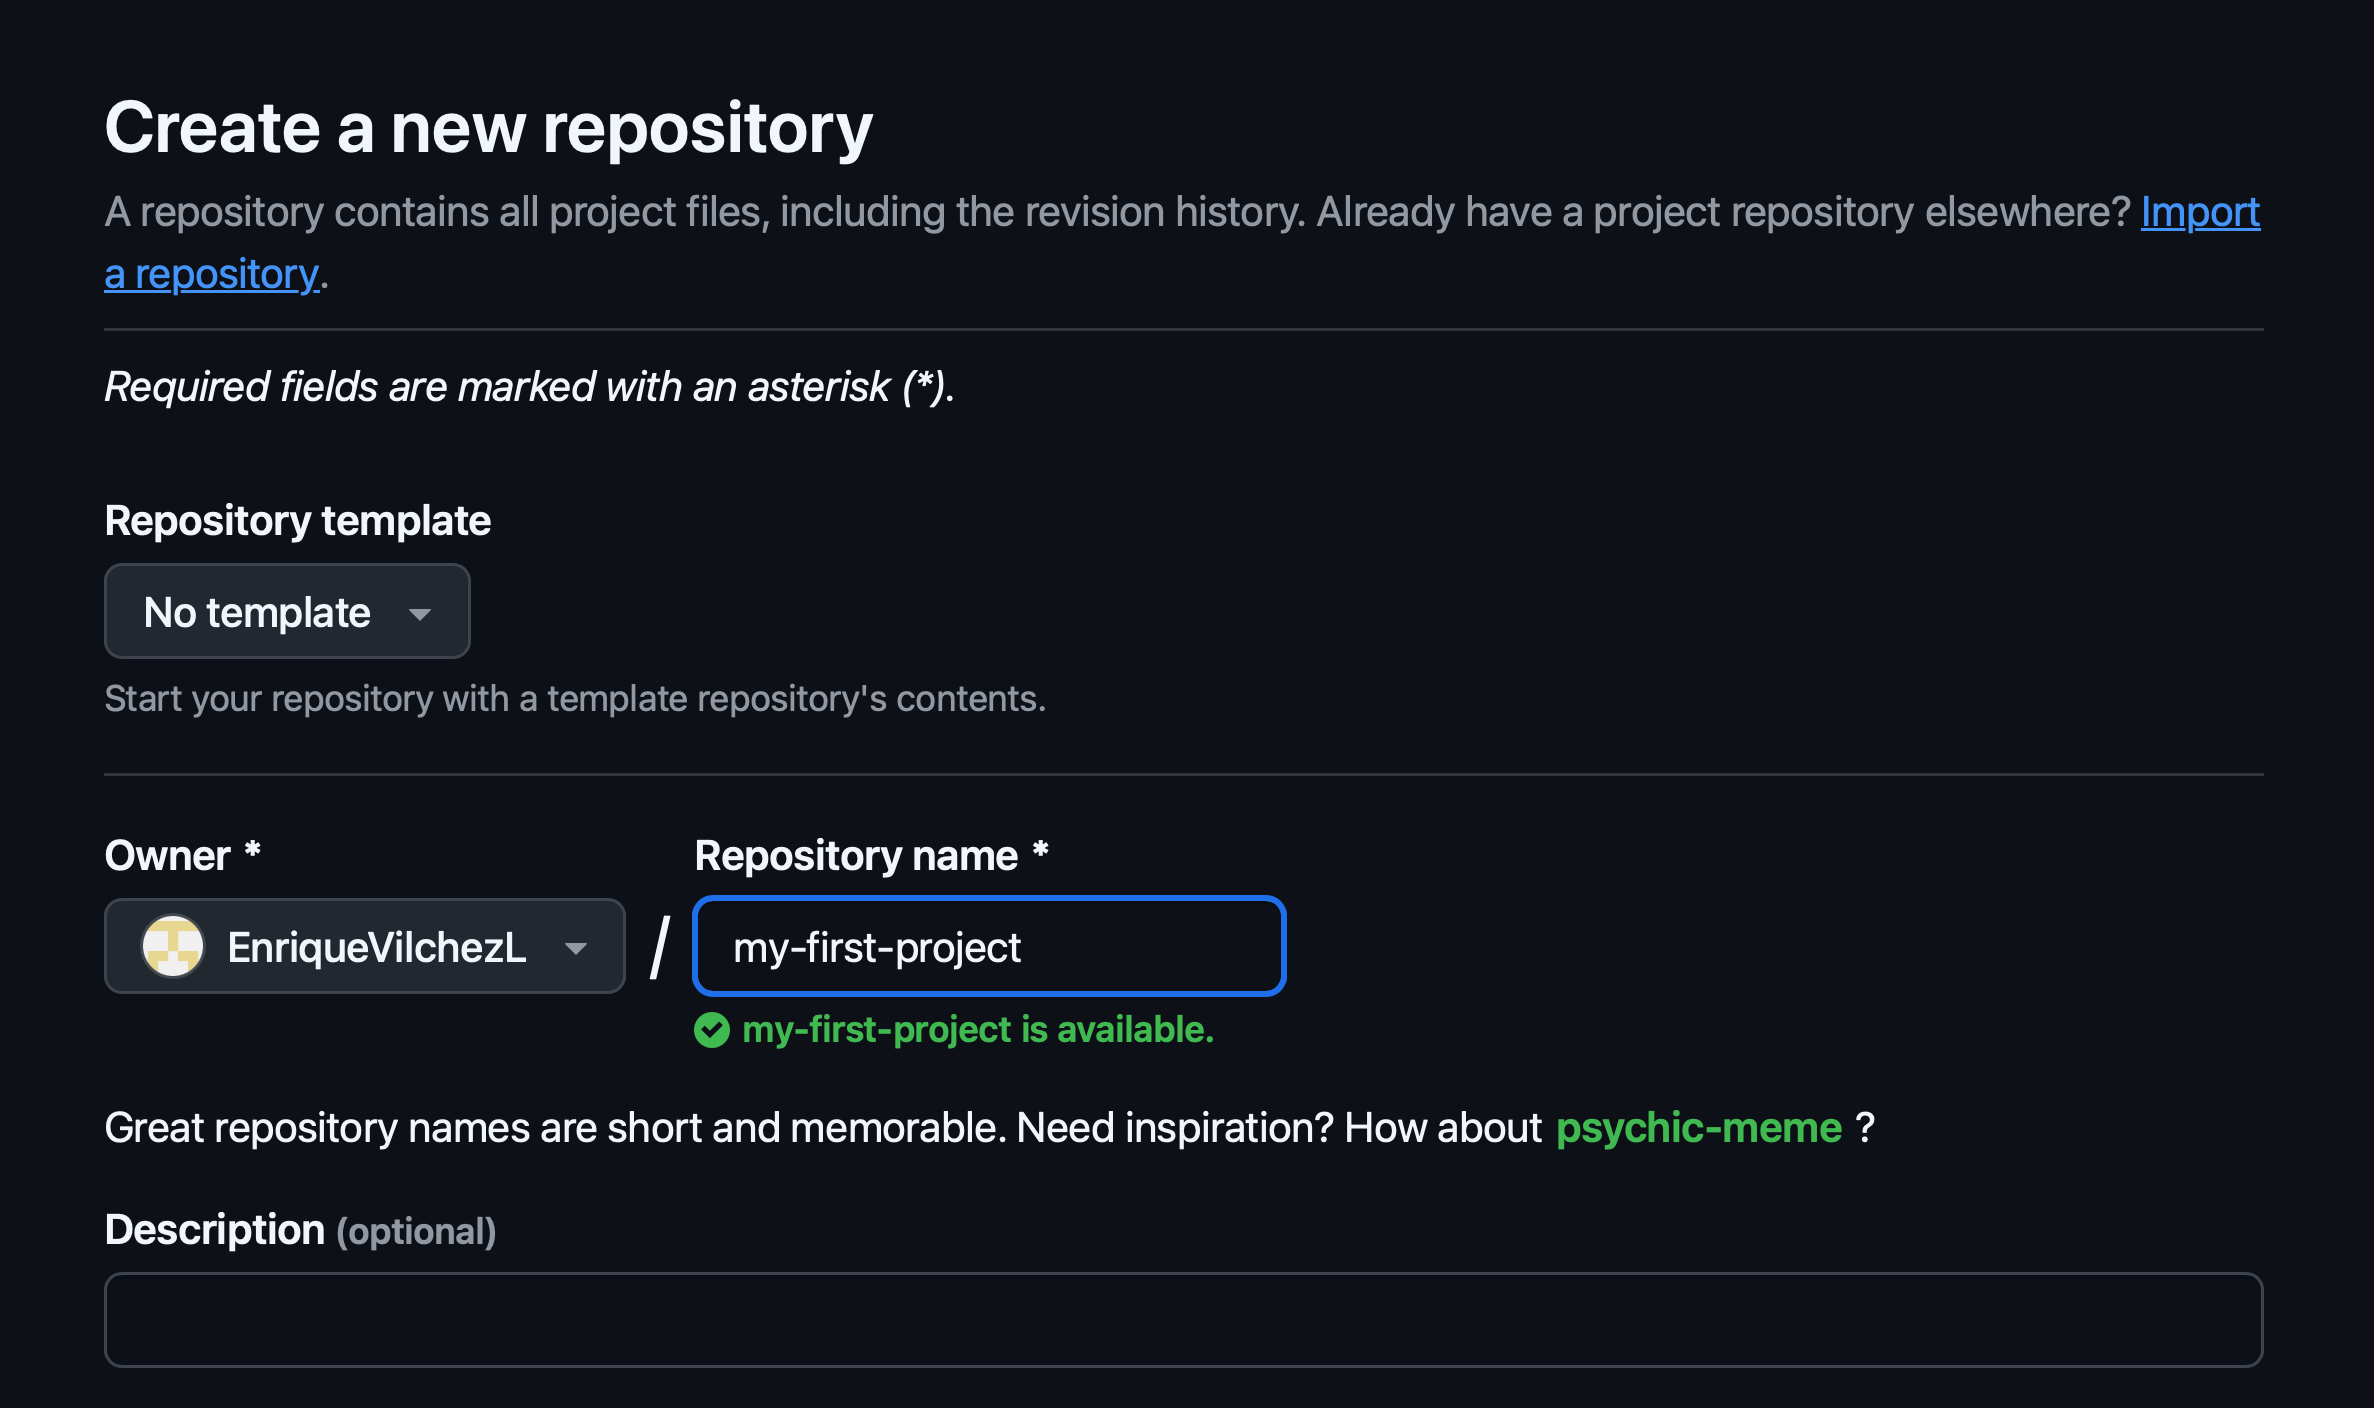 Create a new repository
A repository contains all project files, including the revision history. Already have a project repository elsewhere? Import
a repository.
Required fields are marked with an asterisk (*).
Repository template
No template
Start your repository with a template repository's contents.
Owner *
Repository name *
EnriqueVilchezL / my-first-project
my-first-project is available.
Great repository names are short and memorable. Need inspiration? How about psychic-meme ?
Description (optional)